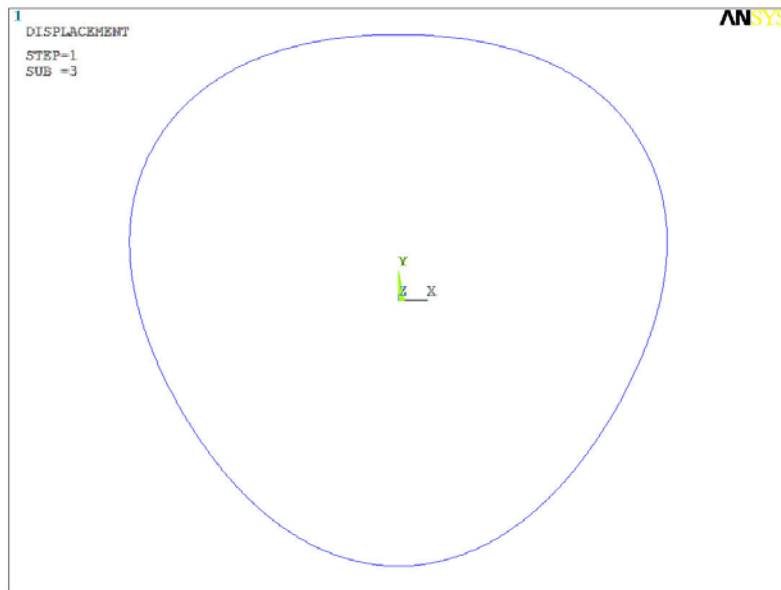 1
ANSYS
DISPLACEMENT
STEP=1
SUB =3
Y
Z X